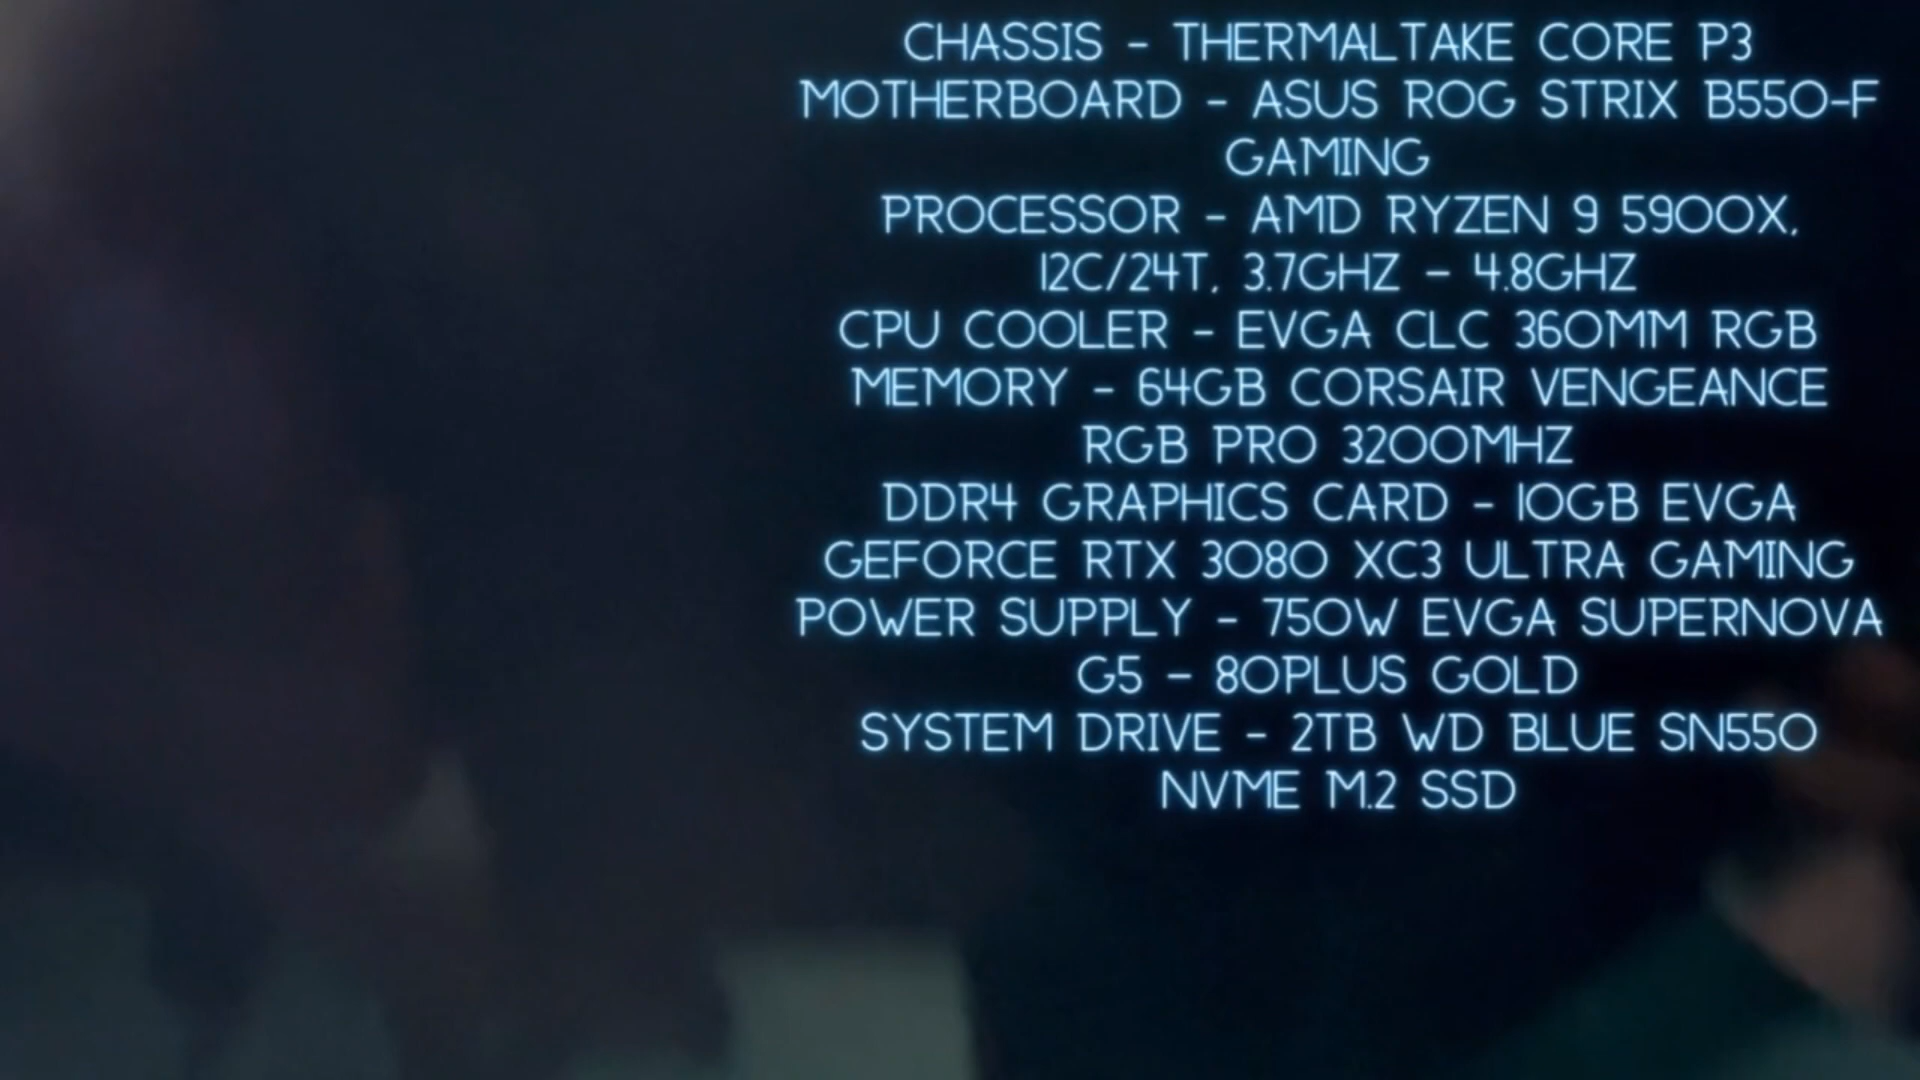 CHASSIS - THERMALTAKE CORE P3
MOTHERBOARD - ASUS ROG STRIX B550-F
GAMING
PROCESSOR - AMD RYZEN 9 5900X,
12C/24T, 3.7GHZ - 4.8GHZ
CPU COOLER - EVGA CLC 360MM RGB
MEMORY - 64GB CORSAIR VENGEANCE
RGB PRO 3200MHZ
DDR4 GRAPHICS CARD - 10GB EVGA
GEFORCE RTX 3080 XC3 ULTRA GAMING
POWER SUPPLY - 750W EVGA SUPERNOVA
G5 - 80PLUS GOLD
SYSTEM DRIVE - 2TB WD BLUE SN550
NVME M.2 SSD